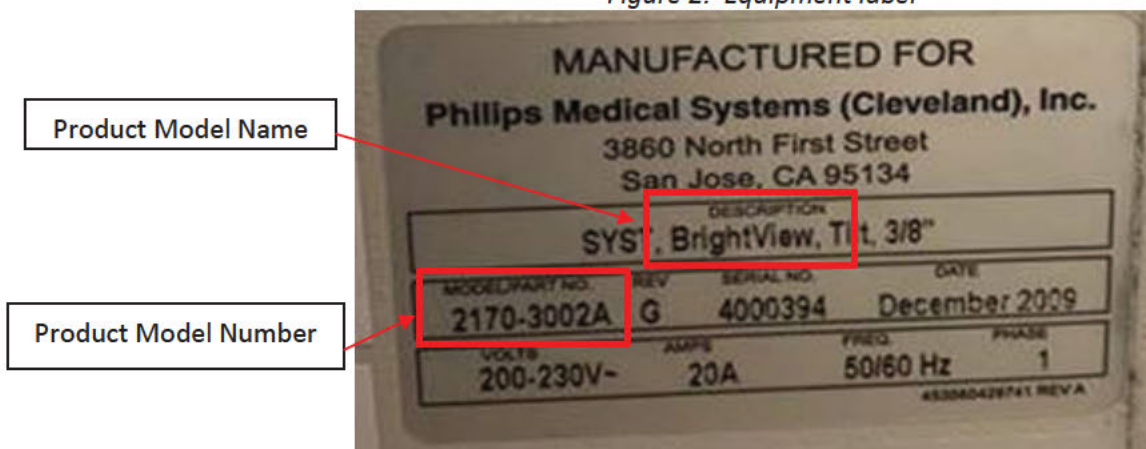 Figure 2. Equipment label
MANUFACTURED FOR
Philips Medical Systems (Cleveland), Inc.
3860 North First Street
San Jose, CA 95134
Product Model Name
DESCRIPTION
SYST, BrightView, Tilt, 3/8"
MODEL/PART NO. REV SERIAL NO. DATE
2170-3002A G 4000394 December 2009
Product Model Number
VOLTS AMPS FREQ. PHASE
200-230V~ 20A 50/60 Hz 1
REV A